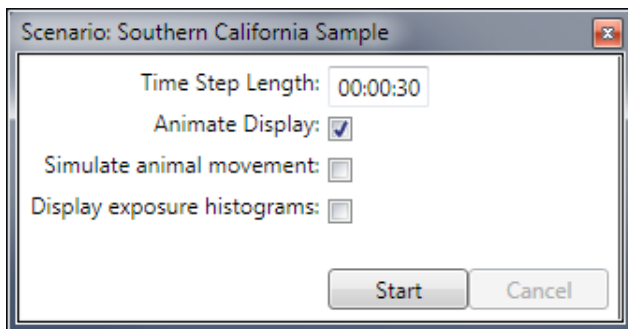 Scenario: Southern California Sample
Time Step Length: 00:00:30
Animate Display:
Simulate animal movement:
Display exposure histograms:
Start Cancel